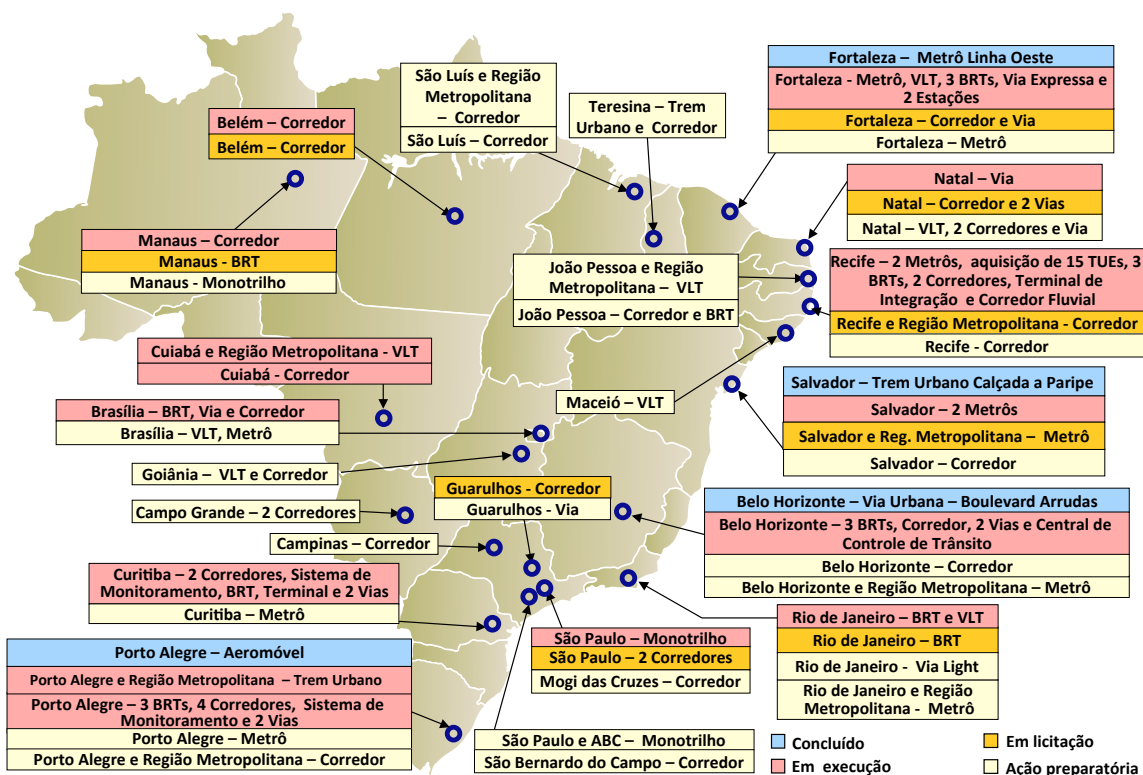 São Luís e Região
Metropolitana
– Corredor
São Luís – Corredor
Teresina – Trem
Urbano e Corredor
Fortaleza – Metrô Linha Oeste
Fortaleza - Metrô, VLT, 3 BRTs, Via Expressa e
2 Estações
Fortaleza – Corredor e Via
Fortaleza – Metrô
Belém – Corredor
Belém – Corredor
Natal – Via
Natal – Corredor e 2 Vias
Natal – VLT, 2 Corredores e Via
Manaus – Corredor
Manaus - BRT
Manaus - Monotrilho
João Pessoa e Região
Metropolitana – VLT
João Pessoa – Corredor e BRT
Recife – 2 Metrôs, aquisição de 15 TUEs, 3
BRTs, 2 Corredores, Terminal de
Integração e Corredor Fluvial
Recife e Região Metropolitana - Corredor
Recife - Corredor
Cuiabá e Região Metropolitana - VLT
Cuiabá - Corredor
Maceió – VLT
Salvador – Trem Urbano Calçada a Paripe
Salvador – 2 Metrôs
Salvador e Reg. Metropolitana – Metrô
Salvador – Corredor
Brasília – BRT, Via e Corredor
Brasília – VLT, Metrô
Goiânia – VLT e Corredor
Guarulhos - Corredor
Guarulhos - Via
Campo Grande – 2 Corredores
Campinas – Corredor
Belo Horizonte – Via Urbana – Boulevard Arrudas
Belo Horizonte – 3 BRTs, Corredor, 2 Vias e Central de
Controle de Trânsito
Belo Horizonte – Corredor
Belo Horizonte e Região Metropolitana – Metrô
Curitiba – 2 Corredores, Sistema de
Monitoramento, BRT, Terminal e 2 Vias
Curitiba – Metrô
Rio de Janeiro – BRT e VLT
Rio de Janeiro – BRT
Rio de Janeiro - Via Light
Rio de Janeiro e Região
Metropolitana - Metrô
São Paulo – Monotrilho
São Paulo – 2 Corredores
Mogi das Cruzes – Corredor
Porto Alegre – Aeromóvel
Porto Alegre e Região Metropolitana – Trem Urbano
Porto Alegre – 3 BRTs, 4 Corredores, Sistema de
Monitoramento e 2 Vias
Porto Alegre – Metrô
Porto Alegre e Região Metropolitana – Corredor
São Paulo e ABC – Monotrilho
São Bernardo do Campo – Corredor
Concluído
Em licitação
Em execução
Ação preparatória